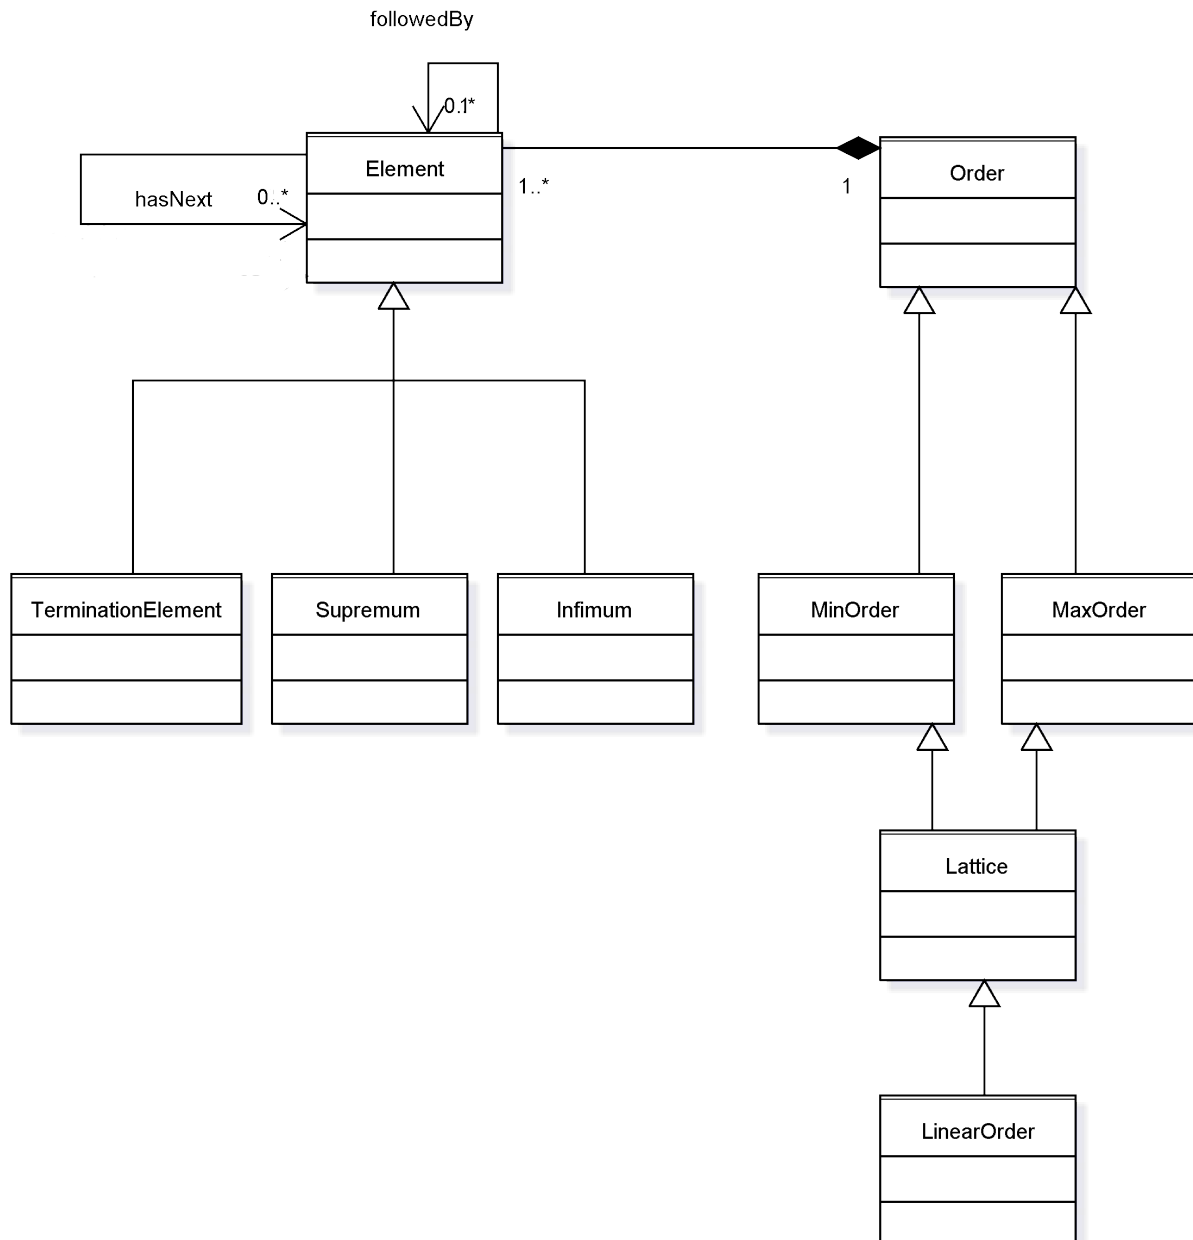 followedBy
0.1*
Element
Order
hasNext
0..*
1..*
1
TerminationElement
Supremum
Infimum
MinOrder
MaxOrder
Lattice
LinearOrder